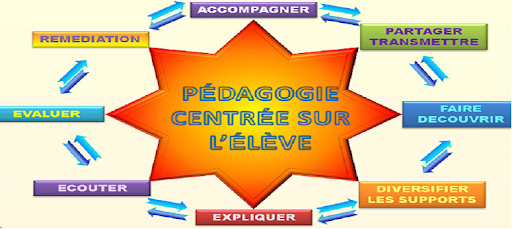 ACCOMPAGNER
PARTAGER
TRANSMETTRE
REMEDIATION
PÉDAGOGIE
CENTRÉE SUR
L'ÉLÈVE
EVALUER
FAIRE
DECOUVRIR
ECOUTER
DIVERSIFIER
LES SUPPORTS
EXPLIQUER